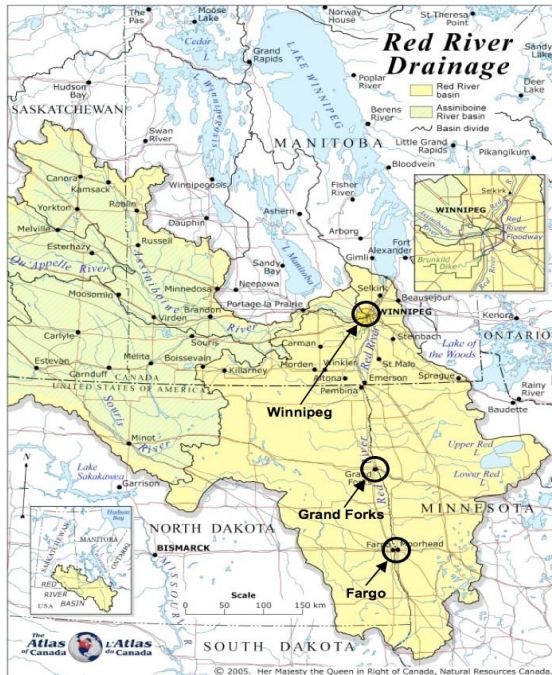 The Pas
Moose Lake
Norway House
St Theresa Point
Cedar L
Grand Rapids
LAKE WINNIPEG
Red River
Drainage
Sandy Lake
Poplar River
Deer Lake
Hudson Bay
L Winnipegosis
Red River basin
Assiniboine River basin
Basin divide
SASKATCHEWAN
Berens River
MANITOBA
Swan River
Little Grand Rapids
Pikangikum
Bloodvein
Canora
Kamsack
Winnipegosis
Fisher River
Yorkton
Roblin
Dauphin
Ashern
Selkirk
WINNIPEG
Melville
Arborg
Fort Alexander
Assiniboine River
Red River Floodway
Esterhazy
Russell
Gimli
Brunkild Dike
Red R
Qu'Appelle River
Assiniboine
Sandy Bay
L Manitoba
Minnedosa
Neepawa
Selkirk
Beausejour
Moosomin
Portage la Prairie
WINNIPEG
Kenora
Virden
Brandon
River
ONTARIO
Carlyle
Souris
Carman
Steinbach
Lake of the Woods
Estevan
Melita
Boissevain
Winkler
Red River
St Malo
Carnduff
Killarney
Morden
Altona
Emerson
Sprague
CANADA
UNITED STATES OF AMERICA
Pembina
Rainy River
Winnipeg
Baudette
Souris River
Minot
Upper Red L
Lake Sakakawea
Garrison
Grand Forks
Lower Red L
N
Grand Forks
Red River
MINNESOTA
NORTH DAKOTA
Hudson Bay
SASKATCHEWAN
MANITOBA
ONTARIO
BISMARCK
Fargo
Moorhead
RED RIVER BASIN
USA
MISSOURI R
Fargo
Scale
0 50 100 150 km
The Atlas of Canada
L'Atlas du Canada
SOUTH DAKOTA
© 2005. Her Majesty the Queen in Right of Canada, Natural Resources Canada.